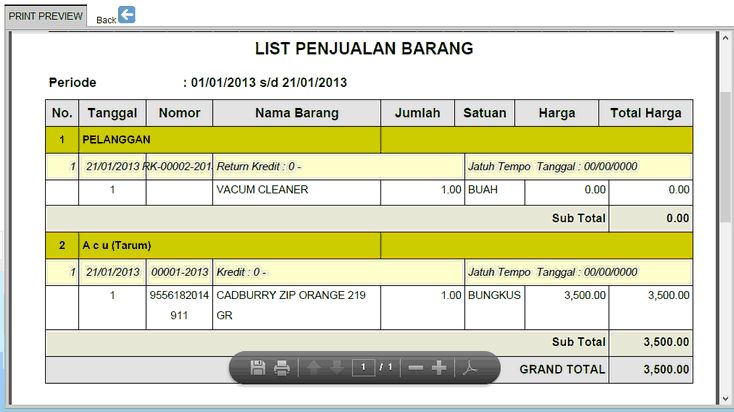 PRINT PREVIEW Back
LIST PENJUALAN BARANG
Periode : 01/01/2013 s/d 21/01/2013
No. Tanggal Nomor Nama Barang Jumlah Satuan Harga Total Harga
1 PELANGGAN
1 21/01/2013 RK-00002-201 Return Kredit : 0 - Jatuh Tempo Tanggal : 00/00/0000
1 VACUM CLEANER 1.00 BUAH 0.00 0.00
Sub Total 0.00
2 A c u (Tarum)
1 21/01/2013 00001-2013 Kredit : 0 - Jatuh Tempo Tanggal : 00/00/0000
1 9556182014 CADBURRY ZIP ORANGE 219 1.00 BUNGKUS 3,500.00 3,500.00
911 GR
Sub Total 3,500.00
1 / 1
GRAND TOTAL 3,500.00